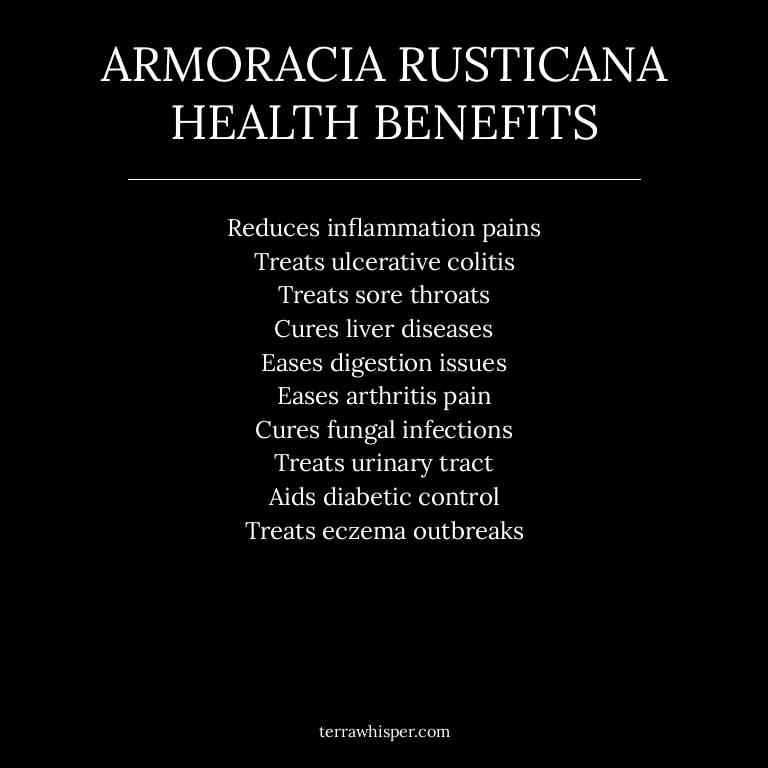 ARMORACIA RUSTICANA
HEALTH BENEFITS
Reduces inflammation pains
Treats ulcerative colitis
Treats sore throats
Cures liver diseases
Eases digestion issues
Eases arthritis pain
Cures fungal infections
Treats urinary tract
Aids diabetic control
Treats eczema outbreaks
terrawhisper.com